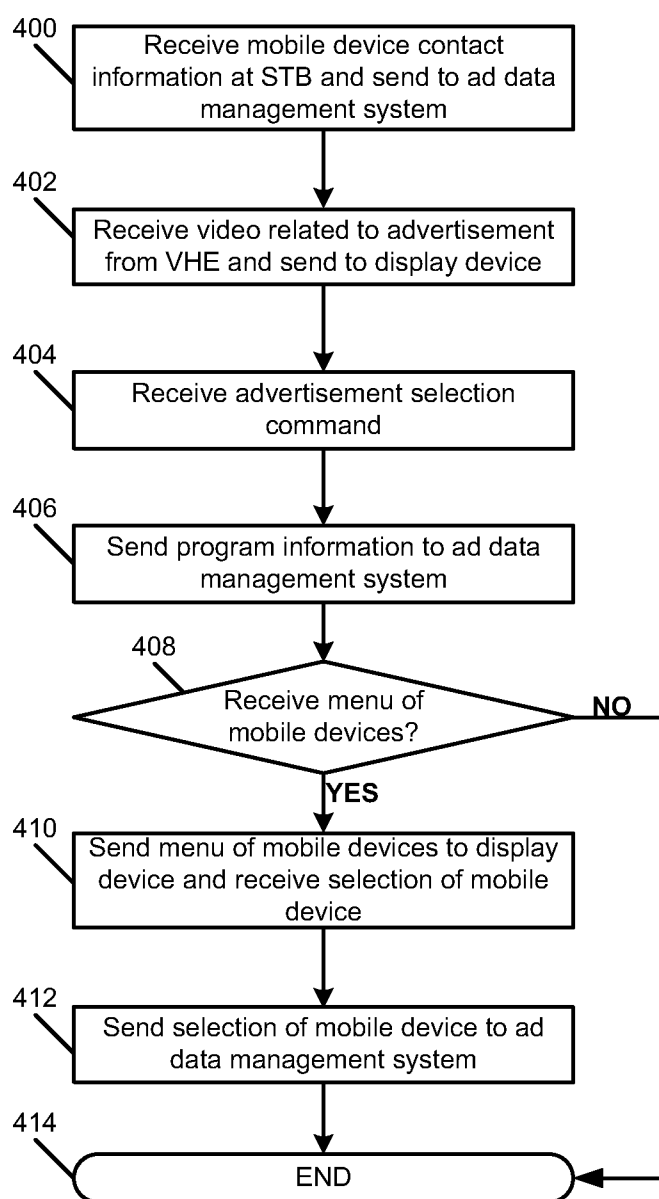 400
Receive mobile device contact
information at STB and send to ad data
management system
402
Receive video related to advertisement
from VHE and send to display device
404
Receive advertisement selection
command
406
Send program information to ad data
management system
408
Receive menu of
mobile devices?
NO
YES
410
Send menu of mobile devices to display
device and receive selection of mobile
device
412
Send selection of mobile device to ad
data management system
414
END